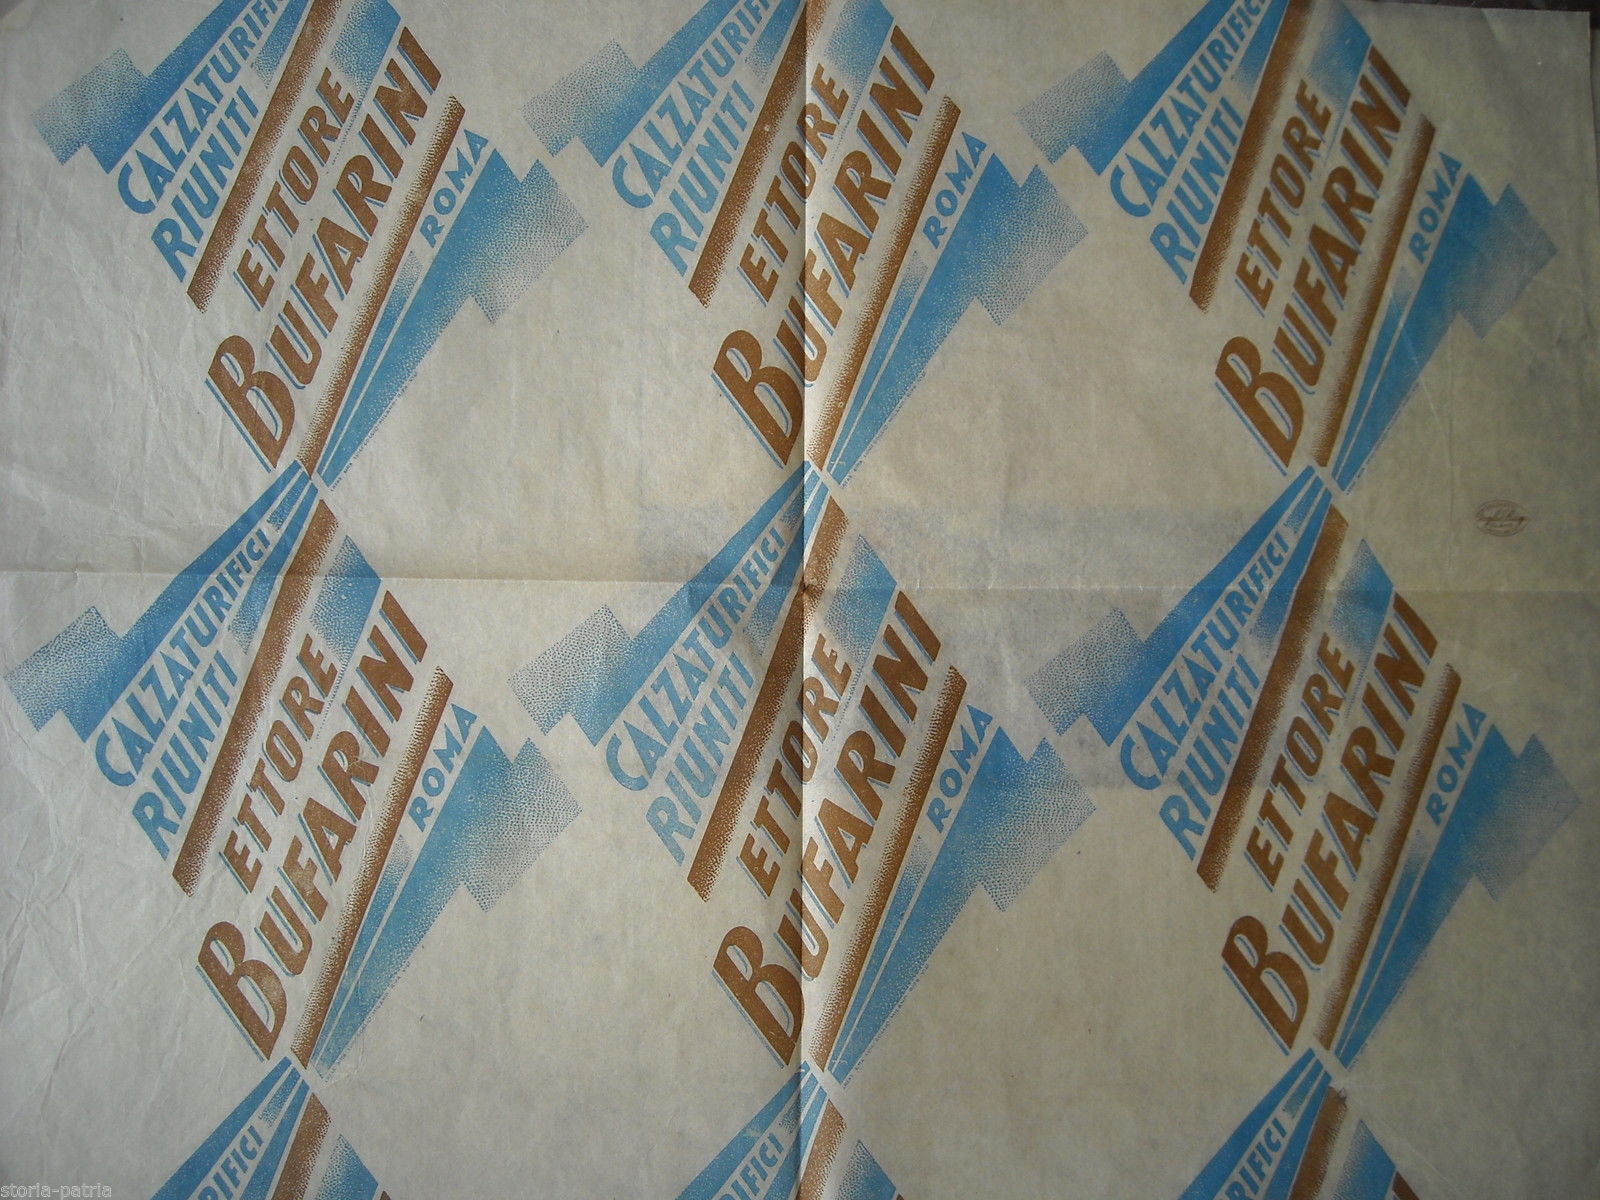 CALZATURIFICI
RIUNITI
ETTORE
BUFARINI
ROMA
CALZATURIFICI
RIUNITI
ETTORE
BUFARINI
ROMA
CALZATURIFICI
RIUNITI
ETTORE
BUFARINI
ROMA
CALZATURIFICI
RIUNITI
ETTORE
BUFARINI
ROMA
CALZATURIFICI
RIUNITI
ETTORE
BUFARINI
ROMA
CALZATURIFICI
RIUNITI
ETTORE
BUFARINI
ROMA
storia-patria